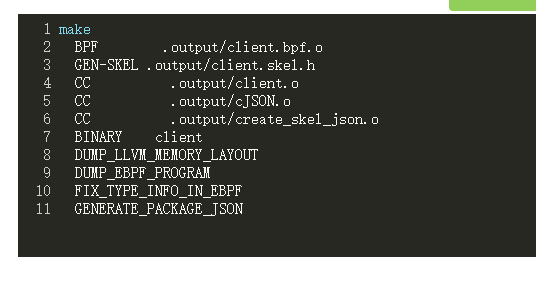 1 make
2   BPF        .output/client.bpf.o
3   GEN-SKEL .output/client.skel.h
4   CC          .output/client.o
5   CC          .output/cJSON.o
6   CC          .output/create_skel_json.o
7   BINARY    client
8   DUMP_LLVM_MEMORY_LAYOUT
9   DUMP_EBPF_PROGRAM
10   FIX_TYPE_INFO_IN_EBPF
11   GENERATE_PACKAGE_JSON